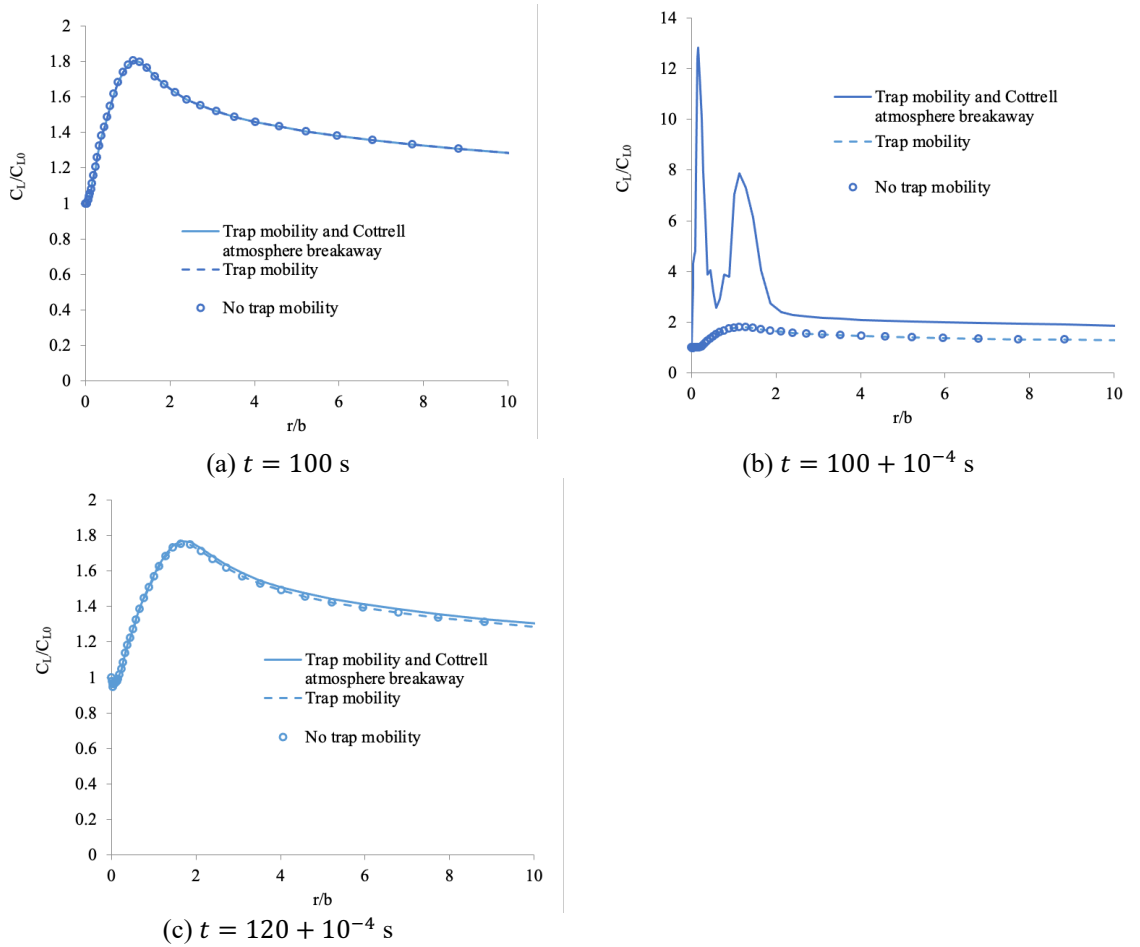 2
1.8
1.6
1.4
1.2
1
0.8
0.6
0.4
0.2
0
C_L/C_L0
0 2 4 6 8 10
r/b
Trap mobility and Cottrell
atmosphere breakaway
Trap mobility
No trap mobility
(a) t = 100 s
14
12
10
8
6
4
2
0
C_L/C_L0
0 2 4 6 8 10
r/b
Trap mobility and Cottrell
atmosphere breakaway
Trap mobility
No trap mobility
(b) t = 100 + 10⁻⁴ s
2
1.8
1.6
1.4
1.2
1
0.8
0.6
0.4
0.2
0
C_L/C_L0
0 2 4 6 8 10
r/b
Trap mobility and Cottrell
atmosphere breakaway
Trap mobility
No trap mobility
(c) t = 120 + 10⁻⁴ s